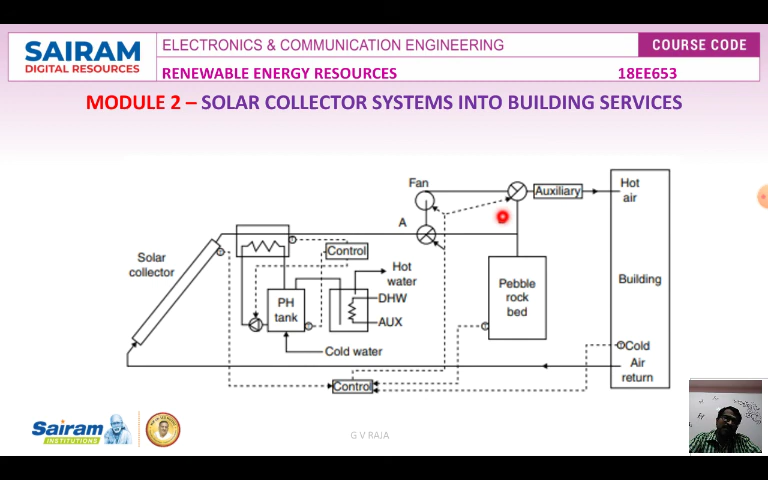 SAIRAM
DIGITAL RESOURCES
ELECTRONICS & COMMUNICATION ENGINEERING
COURSE CODE
RENEWABLE ENERGY RESOURCES
18EE653
MODULE 2 – SOLAR COLLECTOR SYSTEMS INTO BUILDING SERVICES
Fan
Auxiliary
Hot
air
A
Solar
collector
Control
Hot
water
PH
tank
DHW
AUX
Cold water
Pebble
rock
bed
Building
Cold
Air
return
Control
Sairam
INSTITUTIONS
G V RAJA